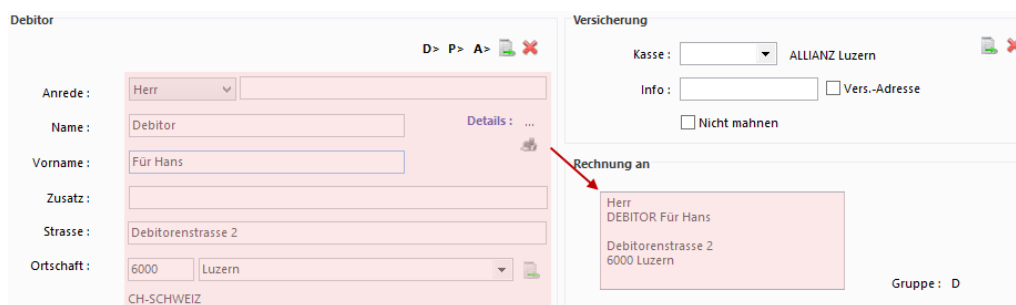 Debitor
D> P> A>
Anrede : Herr
Name : Debitor
Details : ...
Vorname : Für Hans
Zusatz :
Strasse : Debitorenstrasse 2
Ortschaft : 6000 Luzern
CH-SCHWEIZ
Versicherung
Kasse : ALLIANZ Luzern
Info : Vers.-Adresse
Nicht mahnen
Rechnung an
Herr
DEBITOR Für Hans
Debitorenstrasse 2
6000 Luzern
Gruppe : D